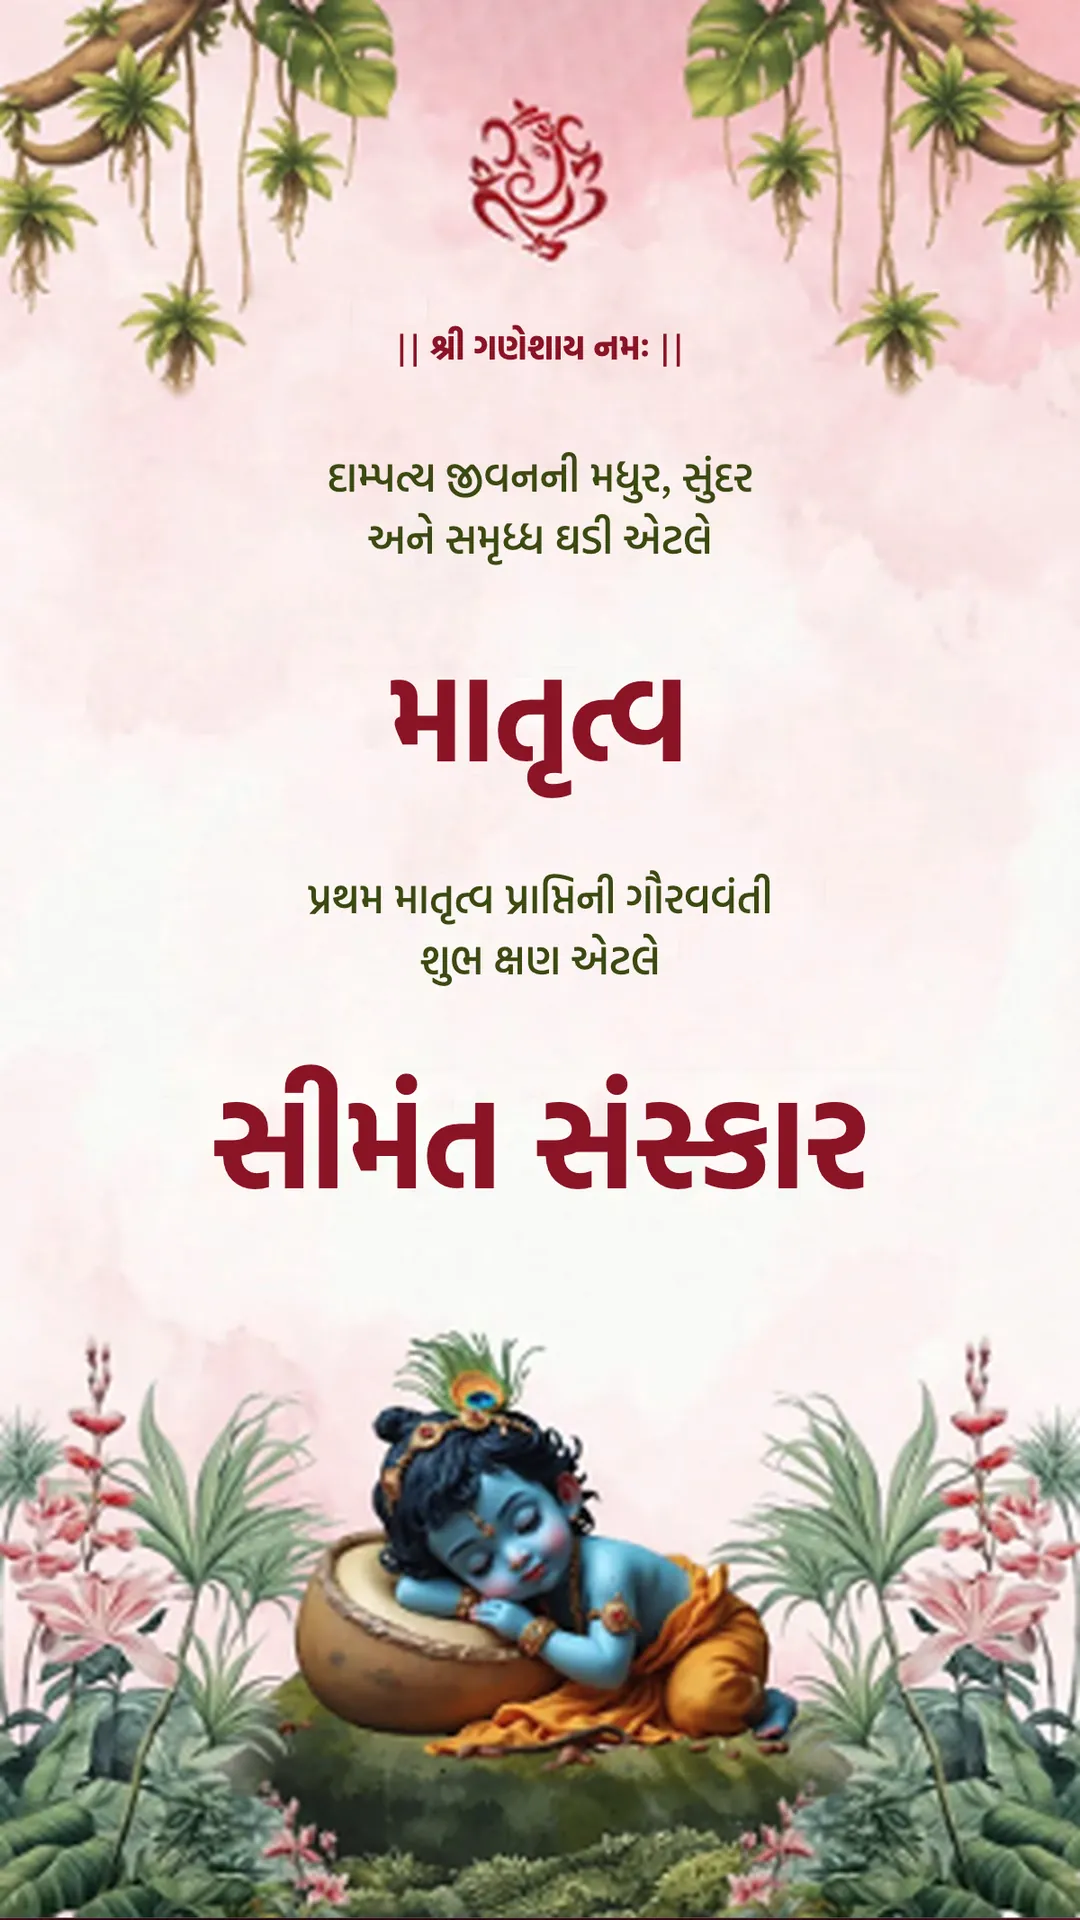 || શ્રી ગણેશાય નમઃ ||
દામ્પત્ય જીવનની મધુર, સુંદર
અને સમૃધ્ધ ઘડી એટલે
માતૃત્વ
પ્રથમ માતૃત્વ પ્રાપ્તિની ગૌરવવંતી
શુભ ક્ષણ એટલે
સીમંત સંસ્કાર